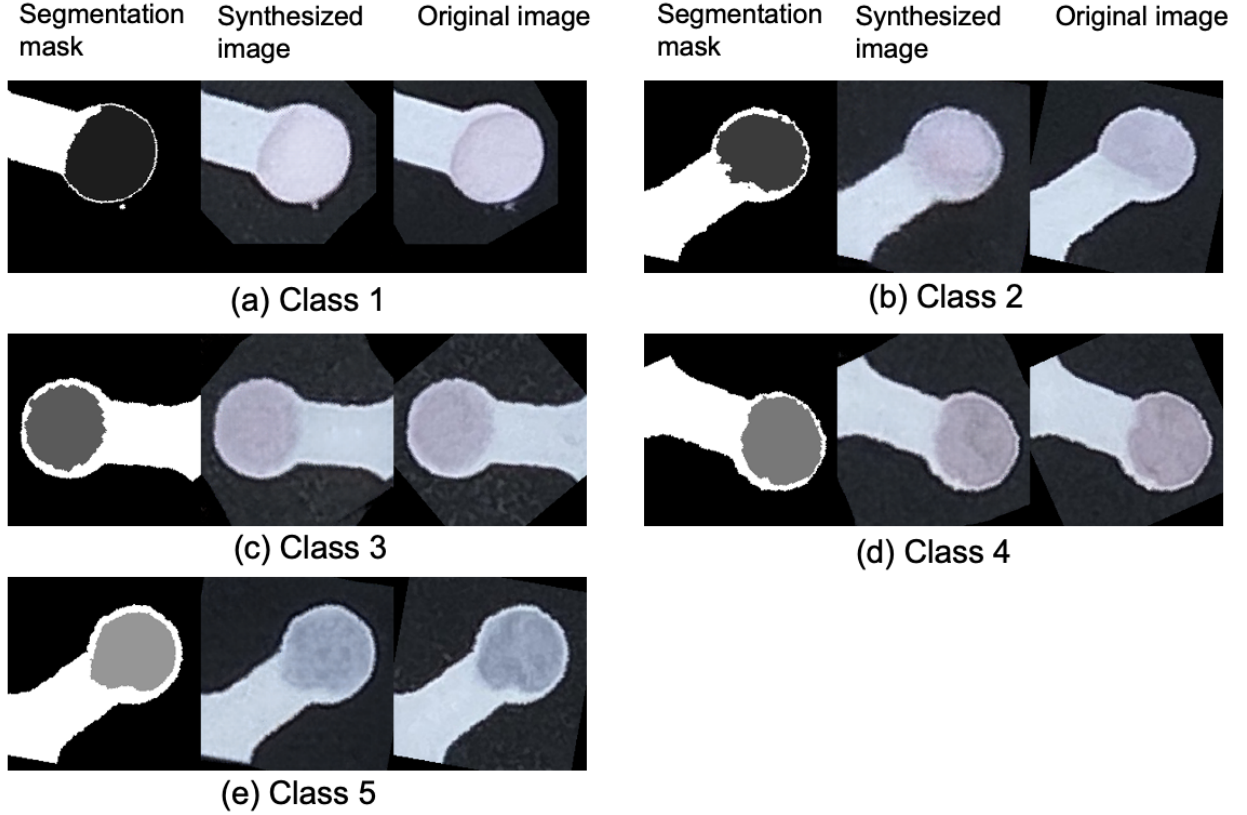 Segmentation mask
Synthesized image
Original image
Segmentation mask
Synthesized image
Original image
(a) Class 1
(b) Class 2
(c) Class 3
(d) Class 4
(e) Class 5